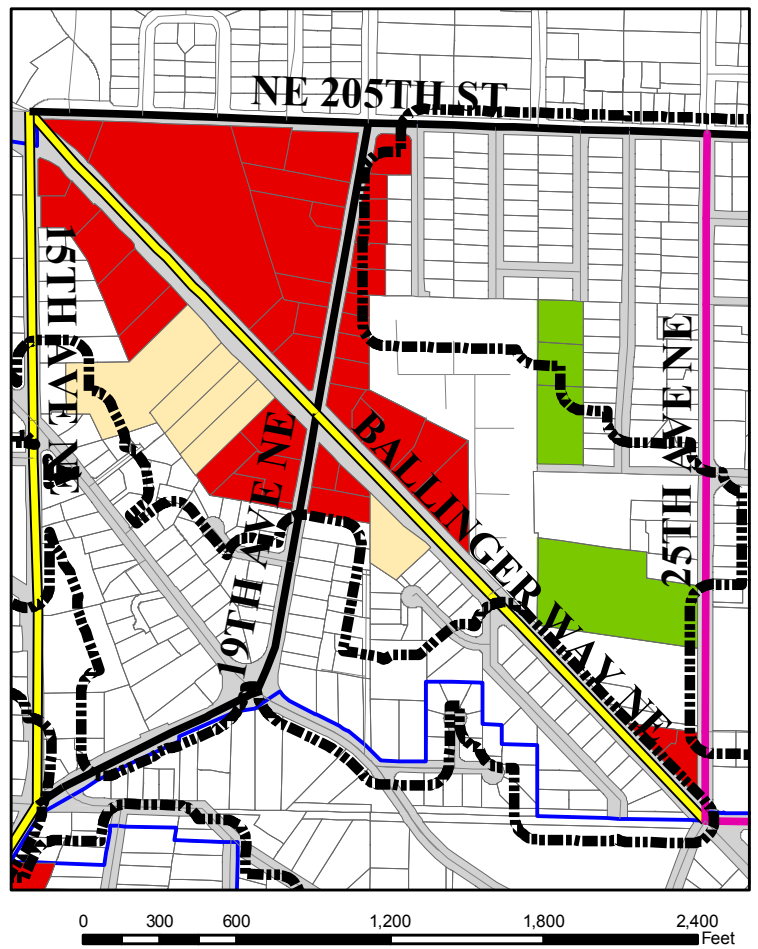 NE 205TH ST
15TH AVE NE
25TH AVE NE
BALLINGER WAY NE
19TH AVE NE
0 300 600 1,200 1,800 2,400
Feet